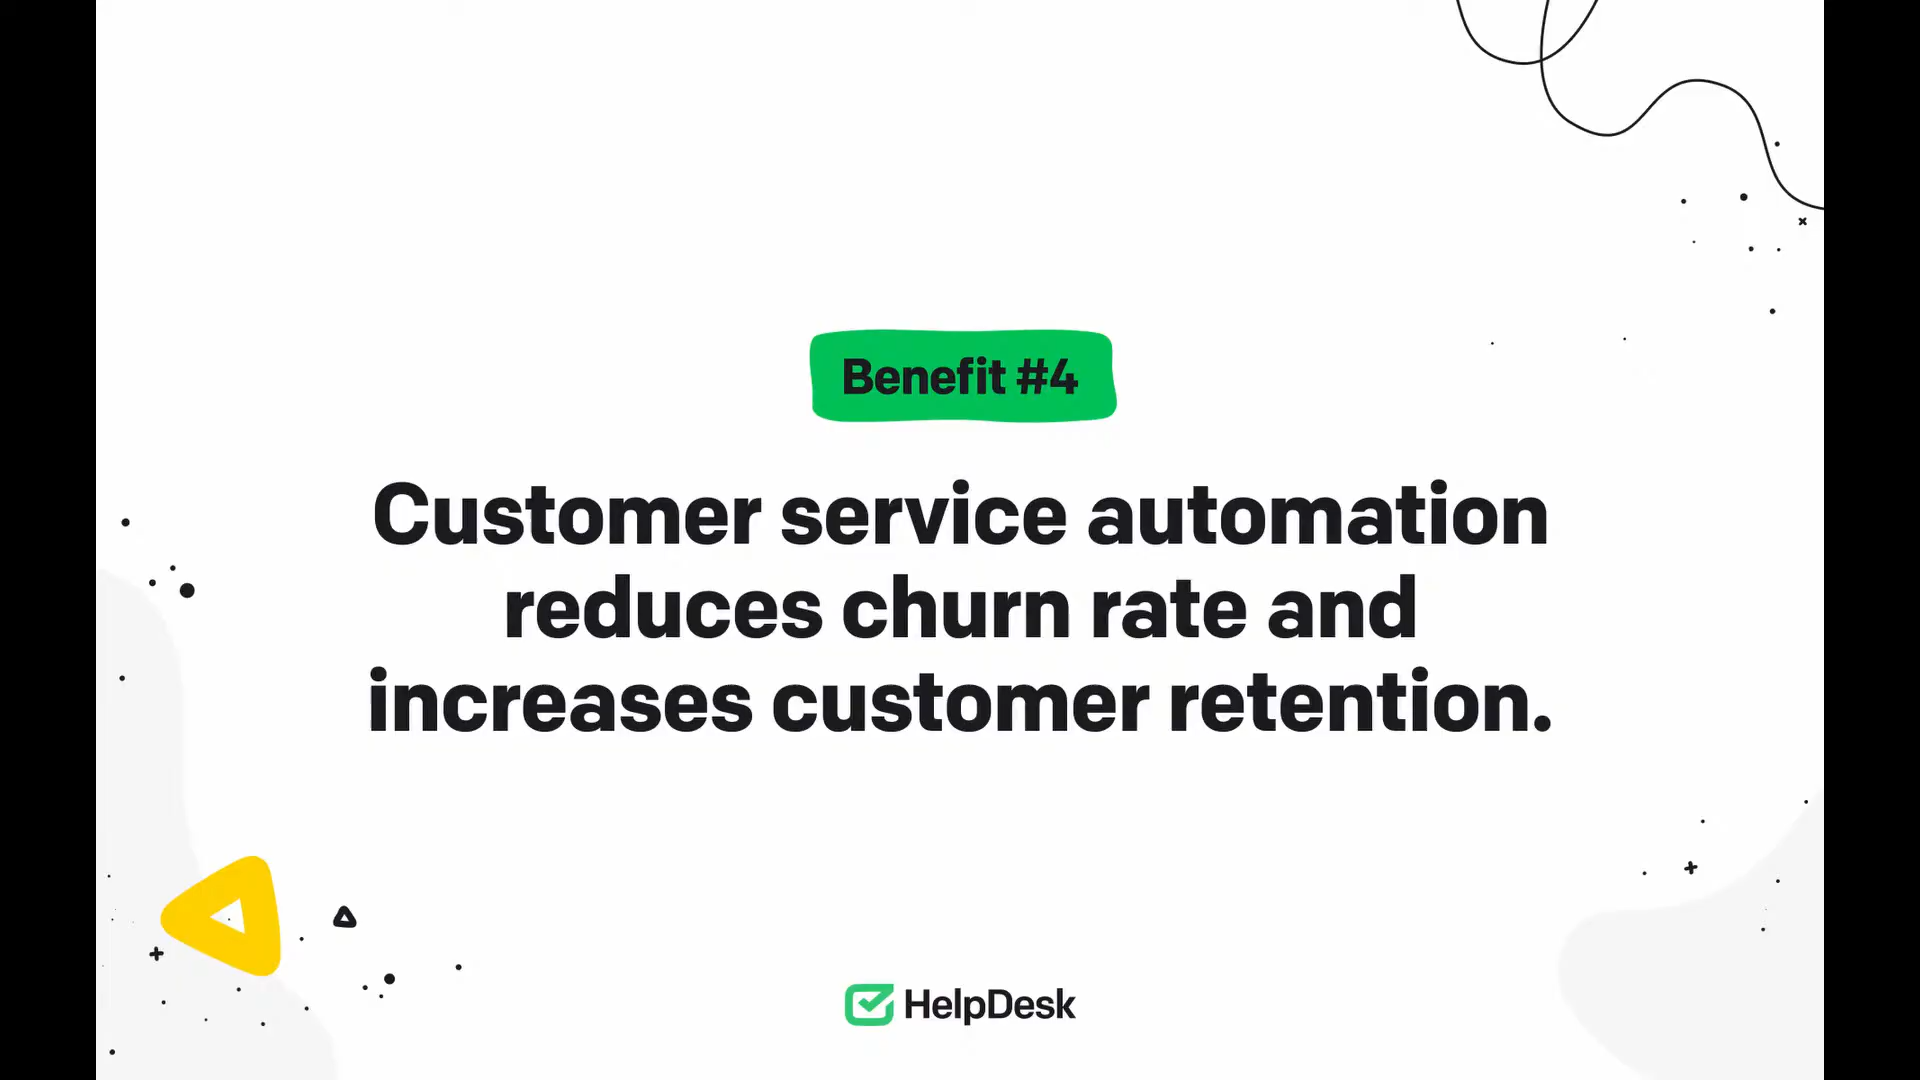 Benefit #4
Customer service automation
reduces churn rate and
increases customer retention.
HelpDesk